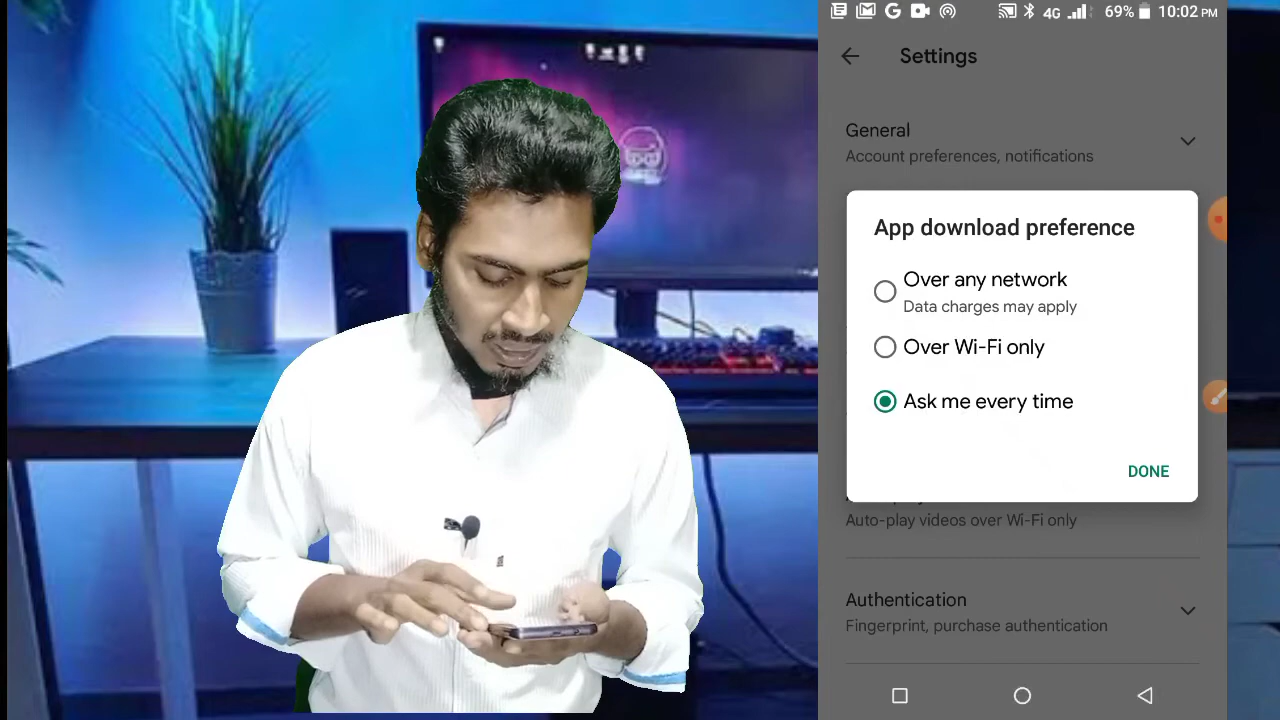 4G 69% 10:02 PM
Settings
General
Account preferences, notifications
App download preference
Over any network
Data charges may apply
Over Wi-Fi only
Ask me every time
DONE
Auto-play videos over Wi-Fi only
Authentication
Fingerprint, purchase authentication